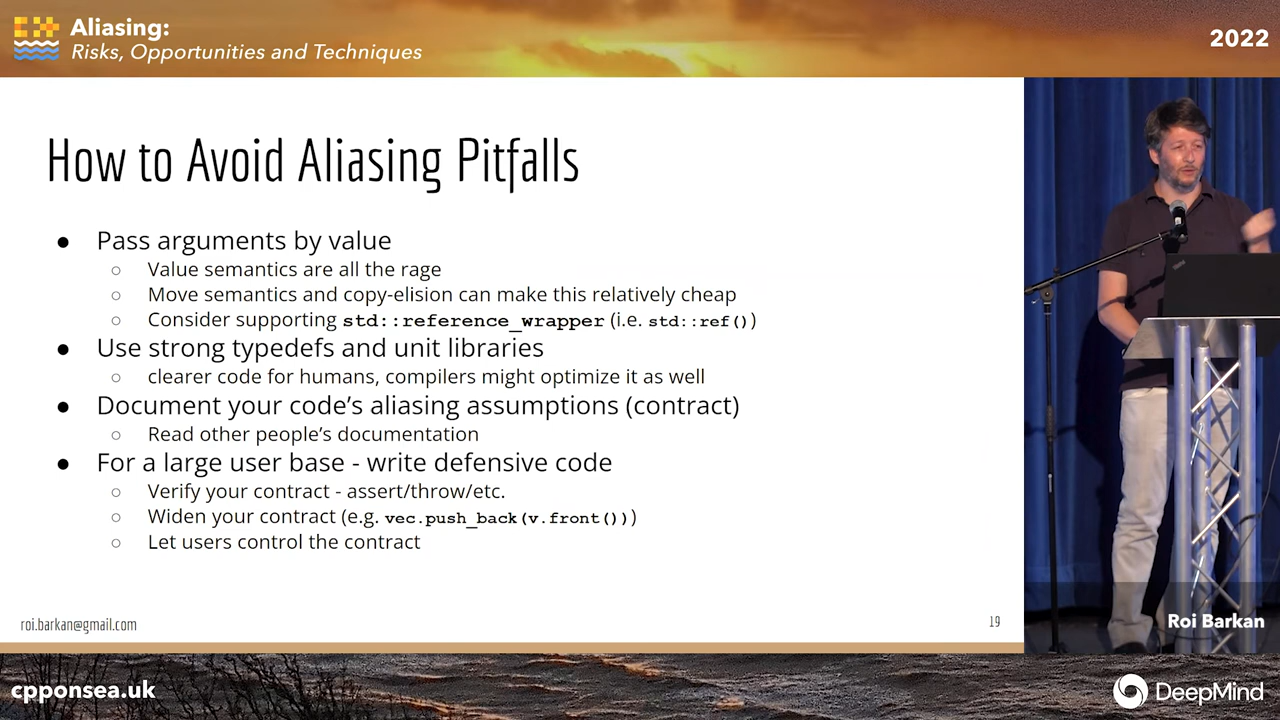 Aliasing:
Risks, Opportunities and Techniques
2022
How to Avoid Aliasing Pitfalls
● Pass arguments by value
○ Value semantics are all the rage
○ Move semantics and copy-elision can make this relatively cheap
○ Consider supporting std::reference_wrapper (i.e. std::ref())
● Use strong typedefs and unit libraries
○ clearer code for humans, compilers might optimize it as well
● Document your code’s aliasing assumptions (contract)
○ Read other people’s documentation
● For a large user base - write defensive code
○ Verify your contract - assert/throw/etc.
○ Widen your contract (e.g. vec.push_back(v.front()))
○ Let users control the contract
roi.barkan@gmail.com
19
Roi Barkan
cpponsea.uk
DeepMind